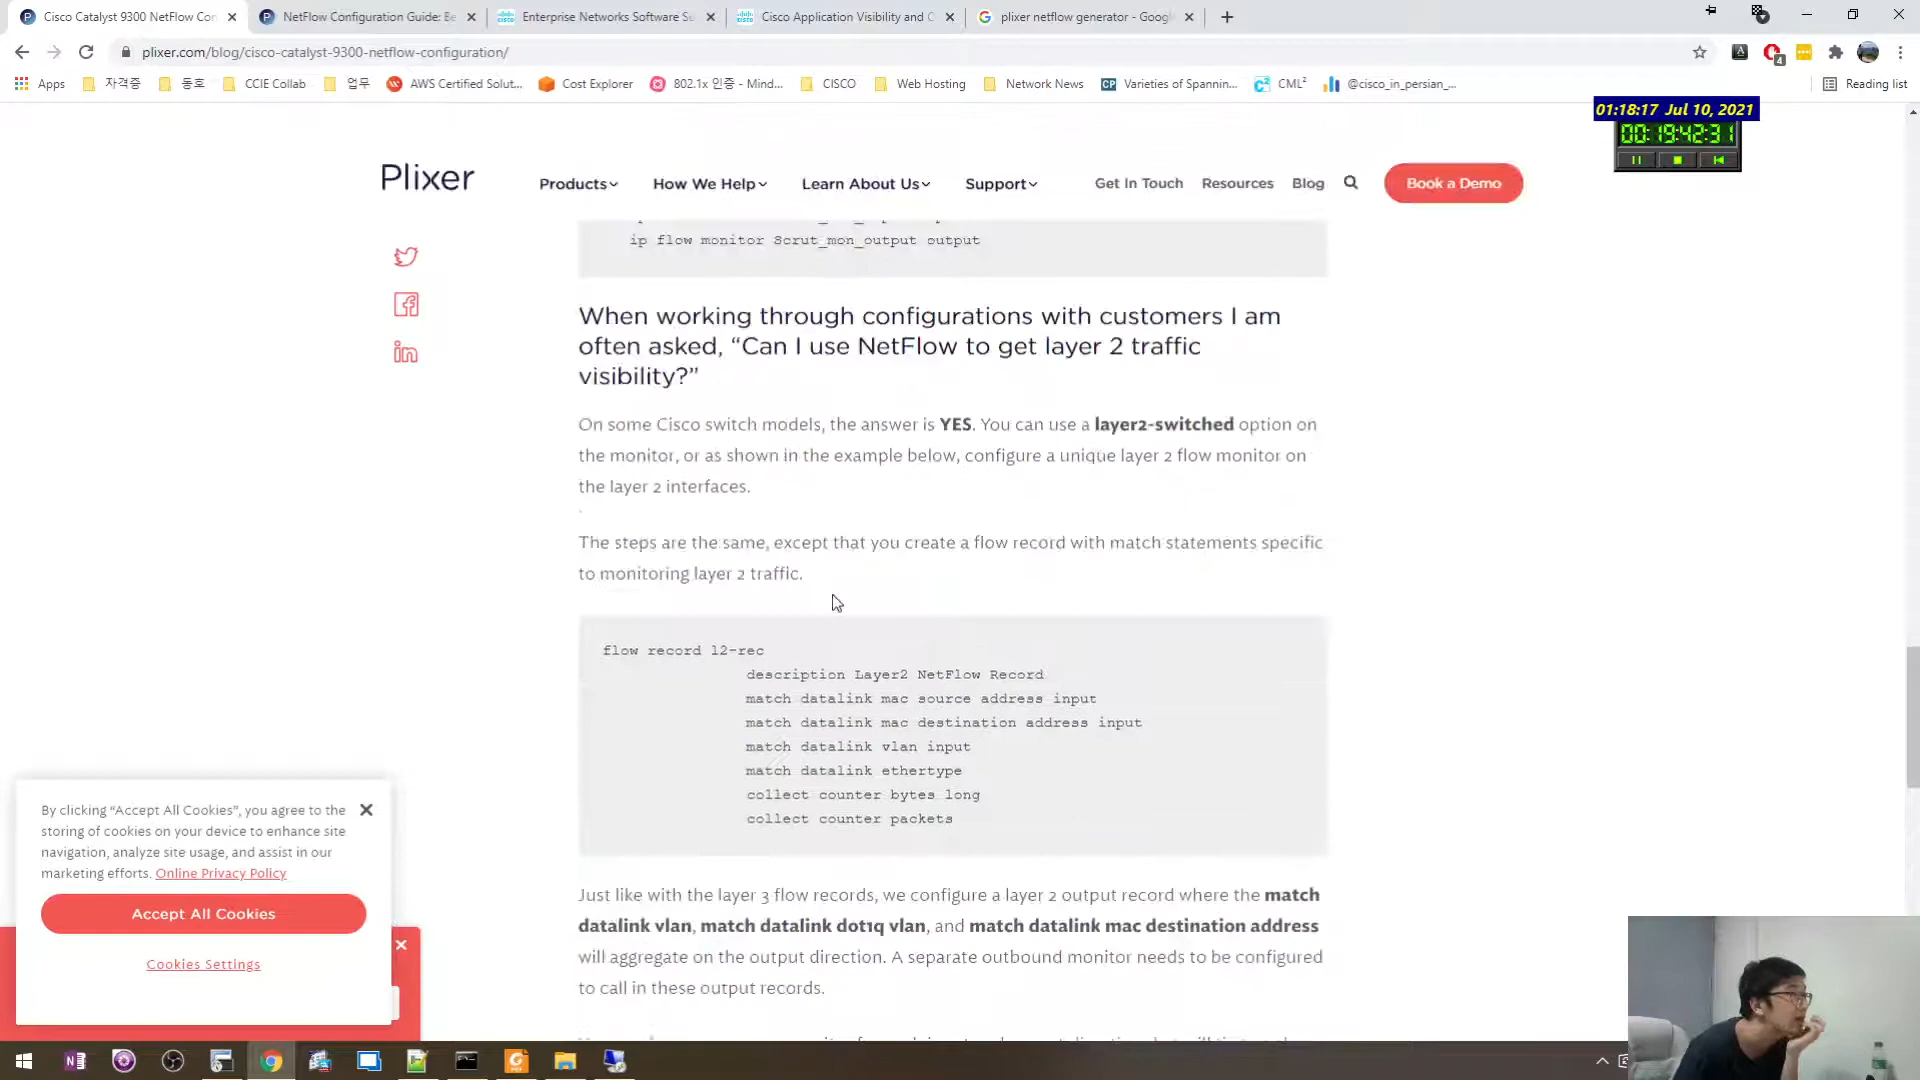 Cisco Catalyst 9300 NetFlow Con
NetFlow Configuration Guide: Be
Enterprise Networks Software Su
Cisco Application Visibility and C
plixer netflow generator - Googl
plixer.com/blog/cisco-catalyst-9300-netflow-configuration/
Apps
자격증
동호
CCIE Collab
업무
AWS Certified Solut...
Cost Explorer
802.1x 인증 - Mind...
CISCO
Web Hosting
Network News
Varieties of Spannin...
CML²
@cisco_in_persian_...
Reading list
01:18:17 Jul 10, 2021
00:19:42:31
Plixer
Products
How We Help
Learn About Us
Support
Get In Touch
Resources
Blog
Book a Demo
ip flow monitor Scrut_mon_output output
When working through configurations with customers I am
often asked, “Can I use NetFlow to get layer 2 traffic
visibility?”
On some Cisco switch models, the answer is YES. You can use a layer2-switched option on
the monitor, or as shown in the example below, configure a unique layer 2 flow monitor on
the layer 2 interfaces.
The steps are the same, except that you create a flow record with match statements specific
to monitoring layer 2 traffic.
flow record l2-rec
description Layer2 NetFlow Record
match datalink mac source address input
match datalink mac destination address input
match datalink vlan input
match datalink ethertype
collect counter bytes long
collect counter packets
Just like with the layer 3 flow records, we configure a layer 2 output record where the match
datalink vlan, match datalink dot1q vlan, and match datalink mac destination address
will aggregate on the output direction. A separate outbound monitor needs to be configured
to call in these output records.
By clicking “Accept All Cookies”, you agree to the
storing of cookies on your device to enhance site
navigation, analyze site usage, and assist in our
marketing efforts. Online Privacy Policy
Accept All Cookies
Cookies Settings